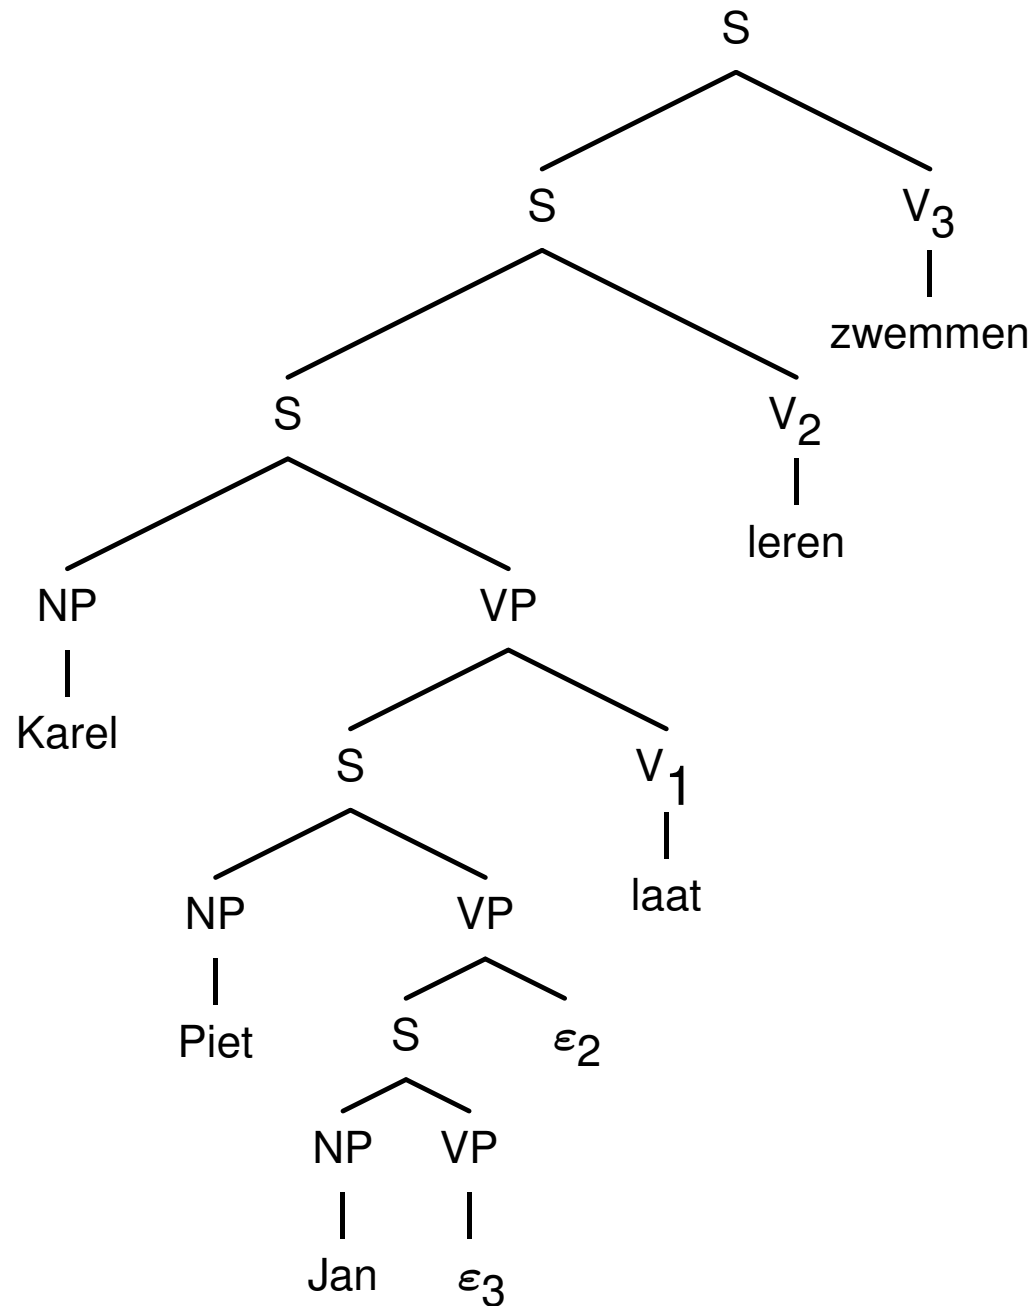 S
S V3
zwemmen
S V2
leren
NP VP
Karel
S V1
laat
NP VP
Piet
S ε2
NP VP
Jan ε3